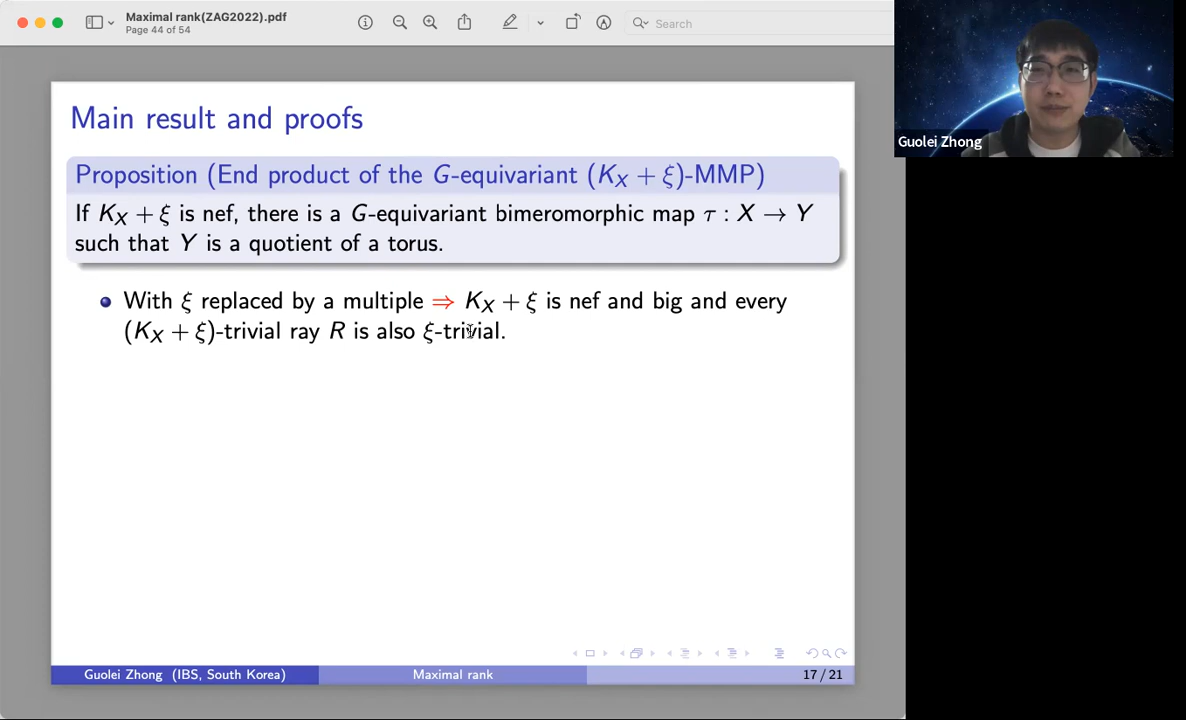 Maximal rank(ZAG2022).pdf
Page 44 of 54
Search
Guolei Zhong
Main result and proofs
Proposition (End product of the G-equivariant (K_X + ξ)-MMP)
If K_X + ξ is nef, there is a G-equivariant bimeromorphic map τ : X → Y
such that Y is a quotient of a torus.
With ξ replaced by a multiple ⇒ K_X + ξ is nef and big and every
(K_X + ξ)-trivial ray R is also ξ-trivial.
Guolei Zhong (IBS, South Korea)
Maximal rank
17 / 21